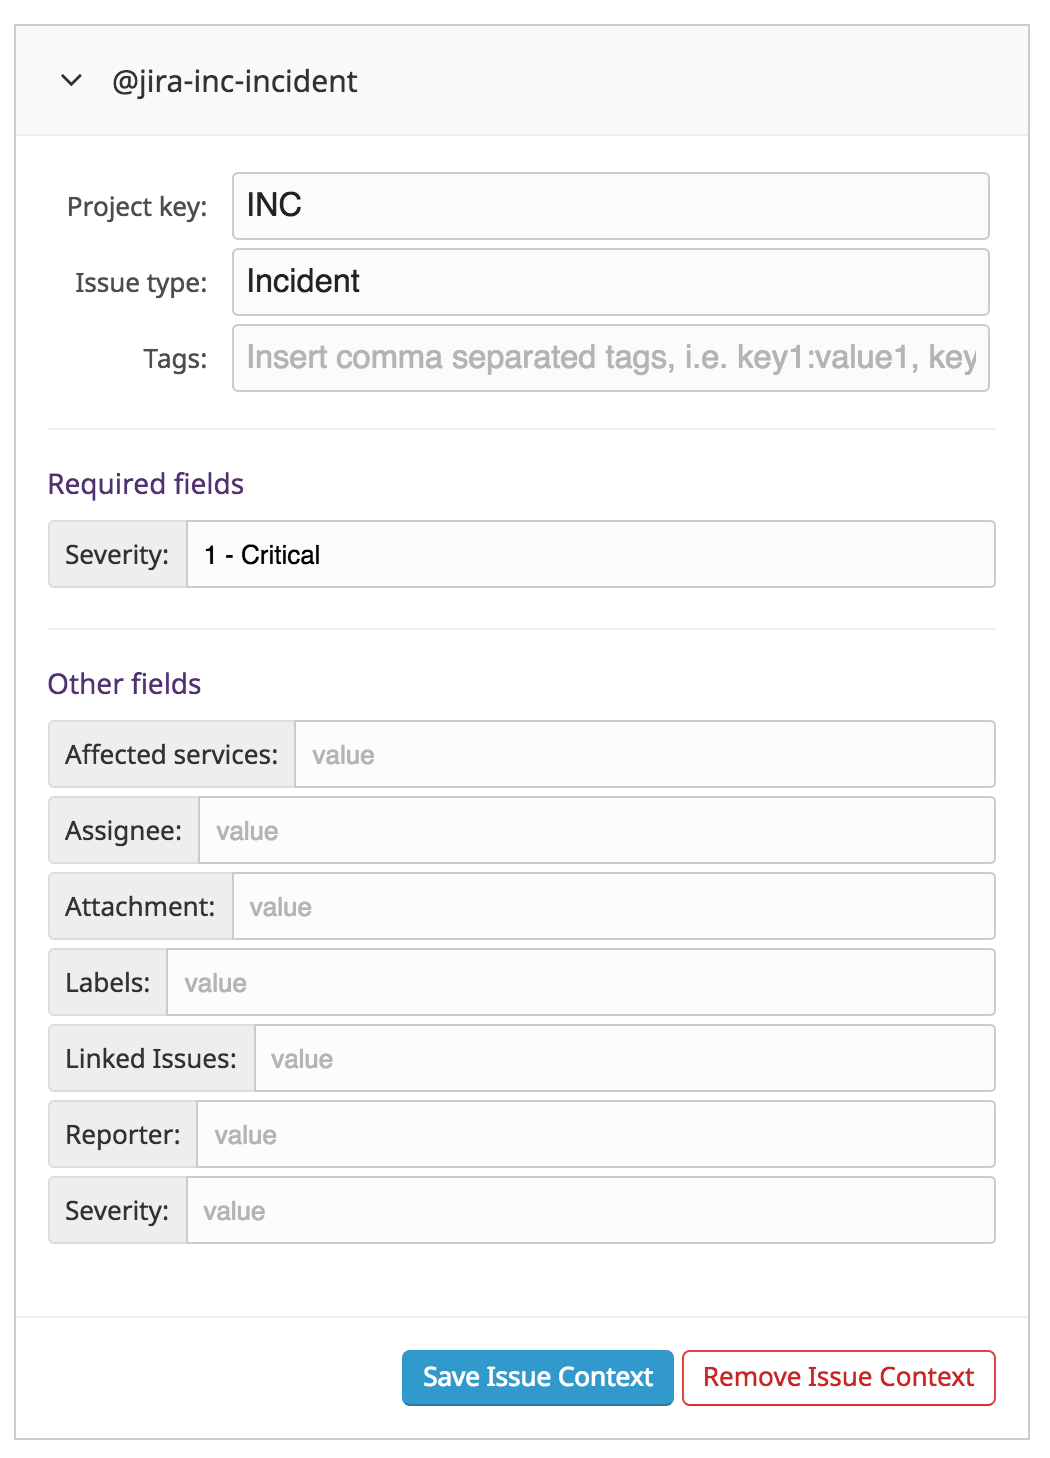 @jira-inc-incident
Project key: INC
Issue type: Incident
Tags: Insert comma separated tags, i.e. key1:value1, key
Required fields
Severity: 1 - Critical
Other fields
Affected services: value
Assignee: value
Attachment: value
Labels: value
Linked Issues: value
Reporter: value
Severity: value
Save Issue Context Remove Issue Context